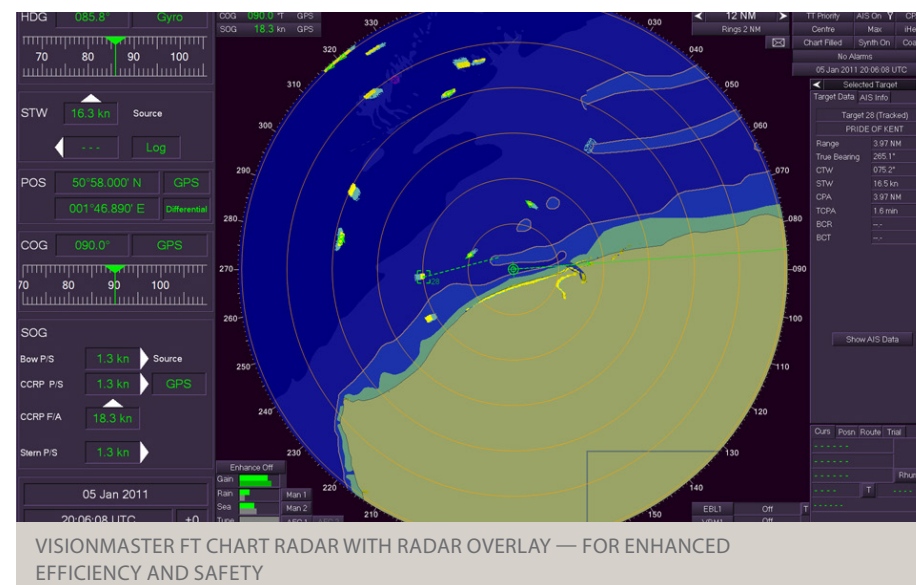 HDG 085.8° Gyro
70 80 90 100
STW 16.3 kn Source
- - - Log
POS 50°58.000' N GPS
001°46.890' E Differential
COG 090.0° GPS
70 80 90 100
SOG
Bow P/S 1.3 kn Source
CCRP P/S 1.3 kn GPS
CCRP F/A 18.3 kn
Stern P/S 1.3 kn
05 Jan 2011
20:06:08 UTC ±0
COG 090.0 °T GPS
SOG 18.3 kn GPS
330
320
300
290
280
270
260
250
240
230
220
210
030
040
050
060
070
080
090
100
110
120
130
140
150
28
12 NM
Rings 2 NM
TT Priority AIS On
Centre Max
Chart Filled Synth On
No Alarms
05 Jan 2011 20:06:08 UTC
Selected Target
Target Data AIS Info
Target 28 (Tracked)
PRIDE OF KENT
Range 3.97 NM
True Bearing 265.1°
CTW 075.2°
STW 16.5 kn
CPA 3.97 NM
TCPA 1.6 min
BCR --.-
BCT --.-
Show AIS Data
Curs Posn Route Trial
- - - - - -
- - - - - -
- - - - T - - -
- - - - - -
Enhance Off
Gain
Rain Man 1
Sea Man 2
EBL1 Off T
Off
VISIONMASTER FT CHART RADAR WITH RADAR OVERLAY — FOR ENHANCED
EFFICIENCY AND SAFETY